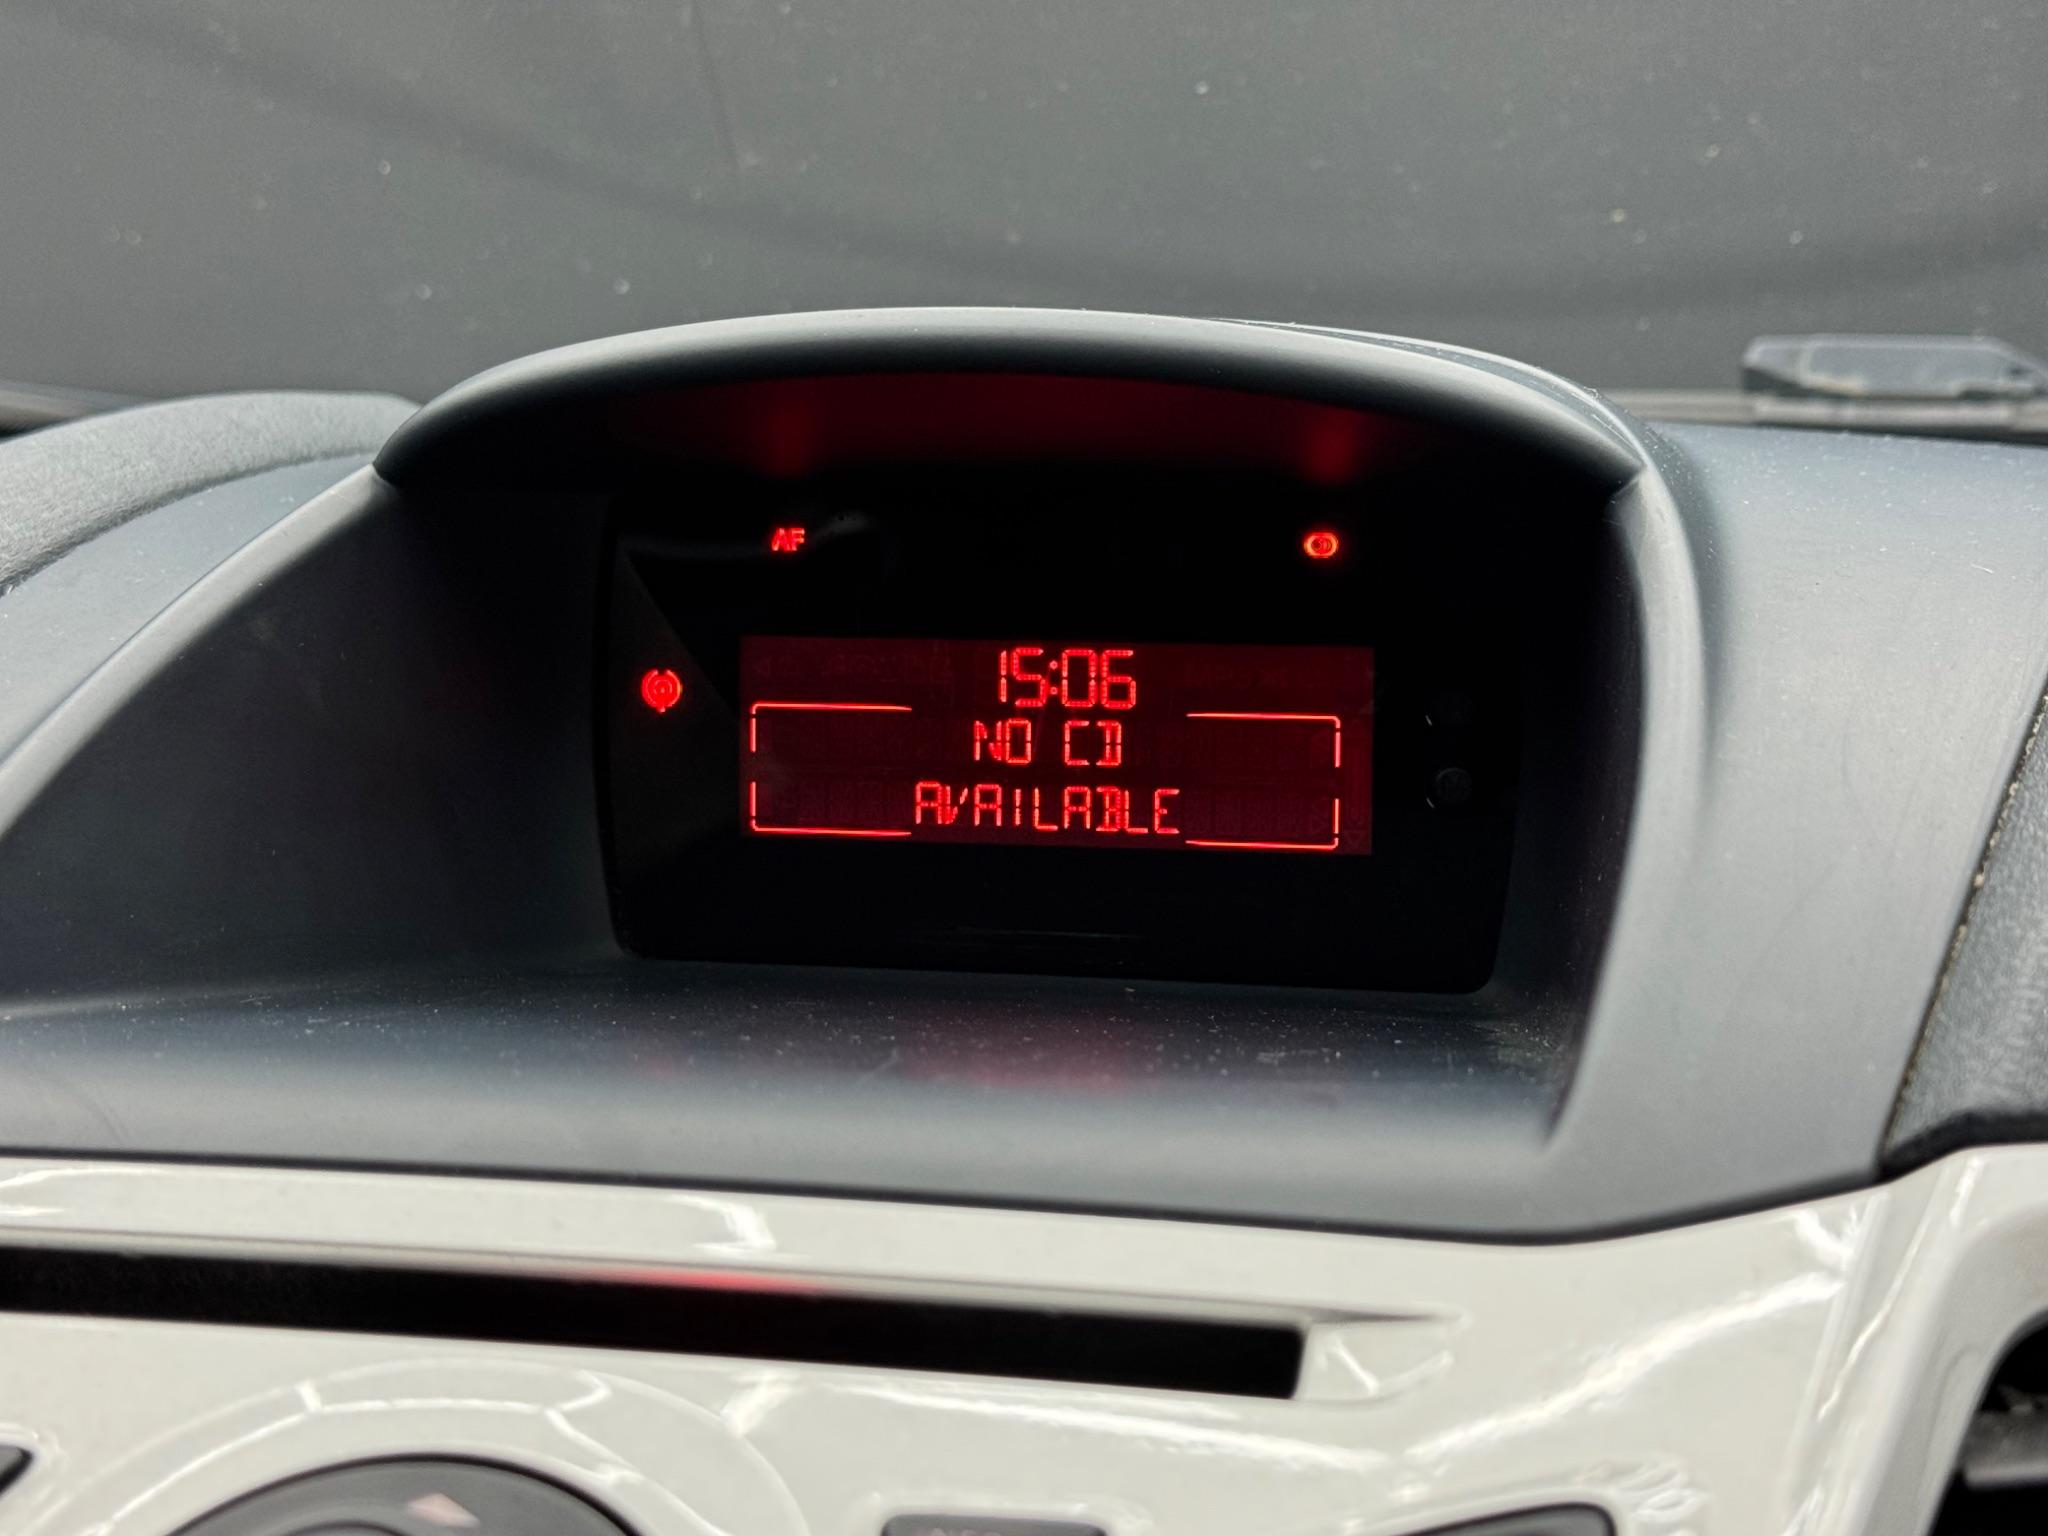 AF
15:06
NO CD
AVAILABLE